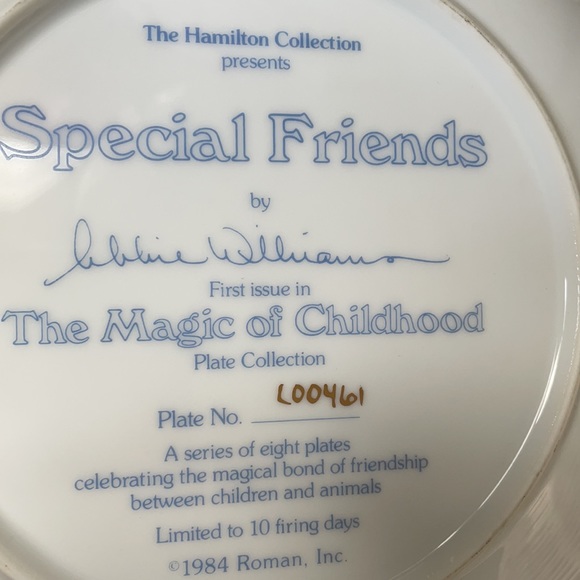 The Hamilton Collection
presents
Special Friends
by
Abbie Williams
First issue in
The Magic of Childhood
Plate Collection
Plate No. L00461
A series of eight plates
celebrating the magical bond of friendship
between children and animals
Limited to 10 firing days
©1984 Roman, Inc.